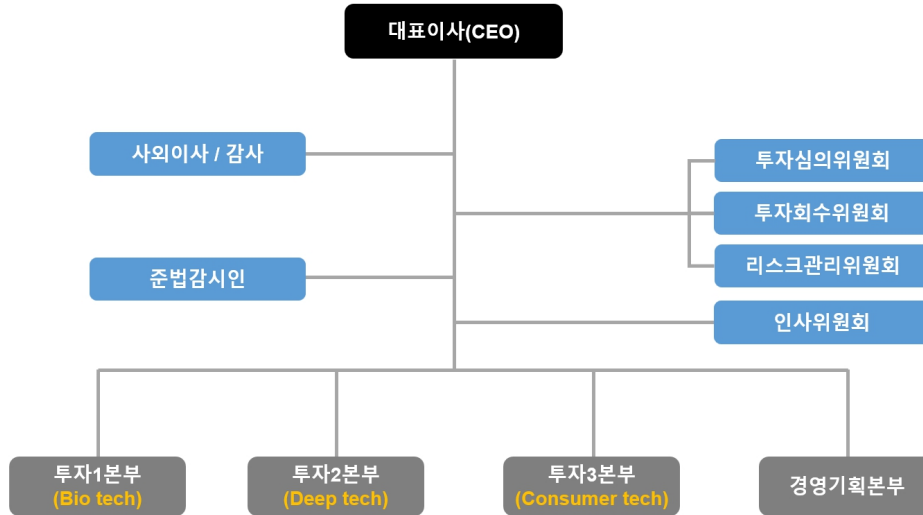 대표이사(CEO)
사외이사 / 감사
투자심의위원회
투자회수위원회
준법감시인
리스크관리위원회
인사위원회
투자1본부
(Bio tech)
투자2본부
(Deep tech)
투자3본부
(Consumer tech)
경영기획본부